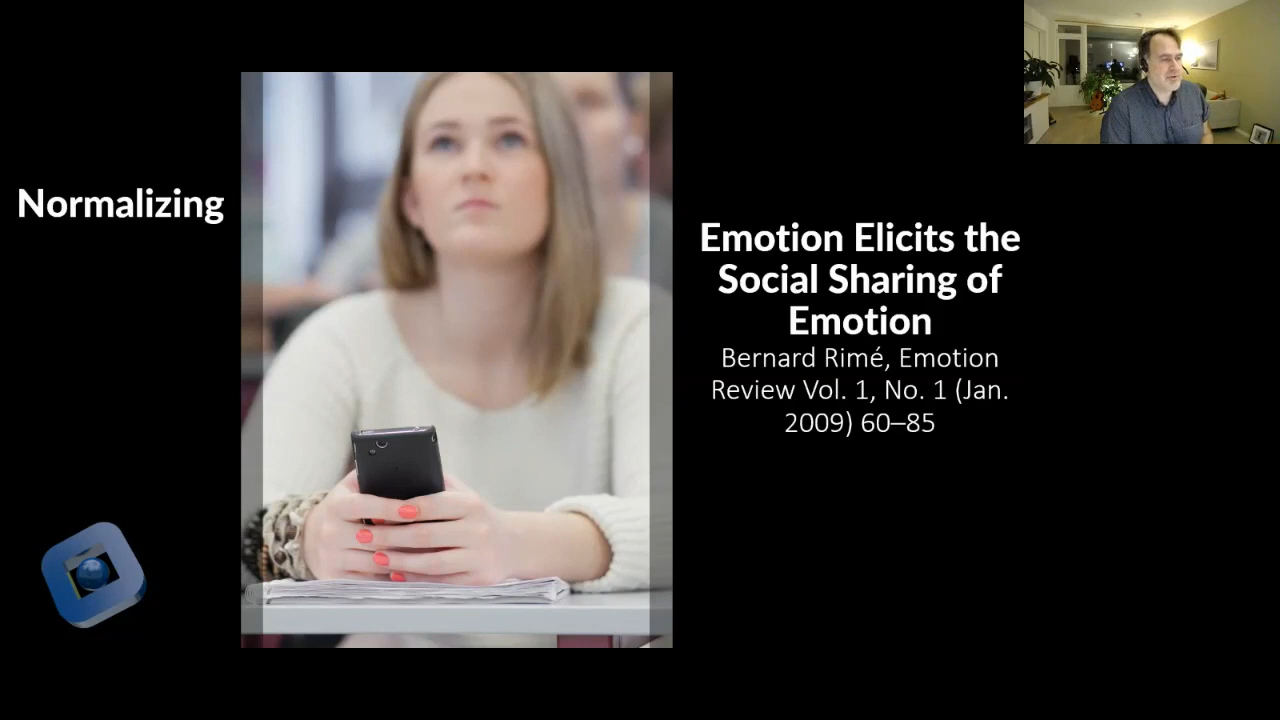 Normalizing
Emotion Elicits the
Social Sharing of
Emotion
Bernard Rimé, Emotion
Review Vol. 1, No. 1 (Jan.
2009) 60–85